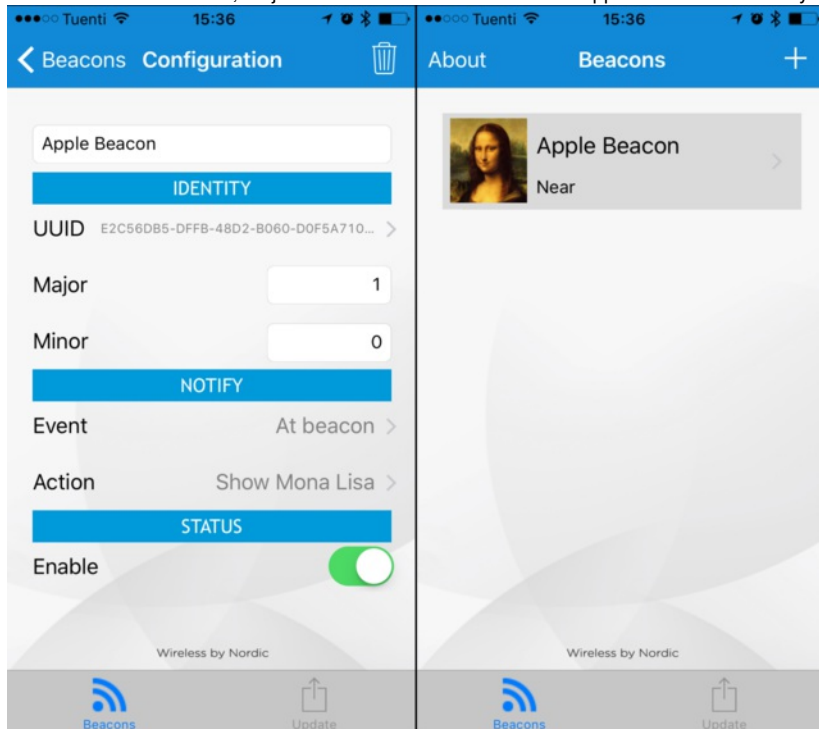 Tuenti 15:36
Beacons Configuration
Apple Beacon
IDENTITY
UUID E2C56DB5-DFFB-48D2-B060-D0F5A710...
Major 1
Minor 0
NOTIFY
Event At beacon
Action Show Mona Lisa
STATUS
Enable
Wireless by Nordic
Beacons Update
Tuenti 15:36
About Beacons +
Apple Beacon
Near
Wireless by Nordic
Beacons Update